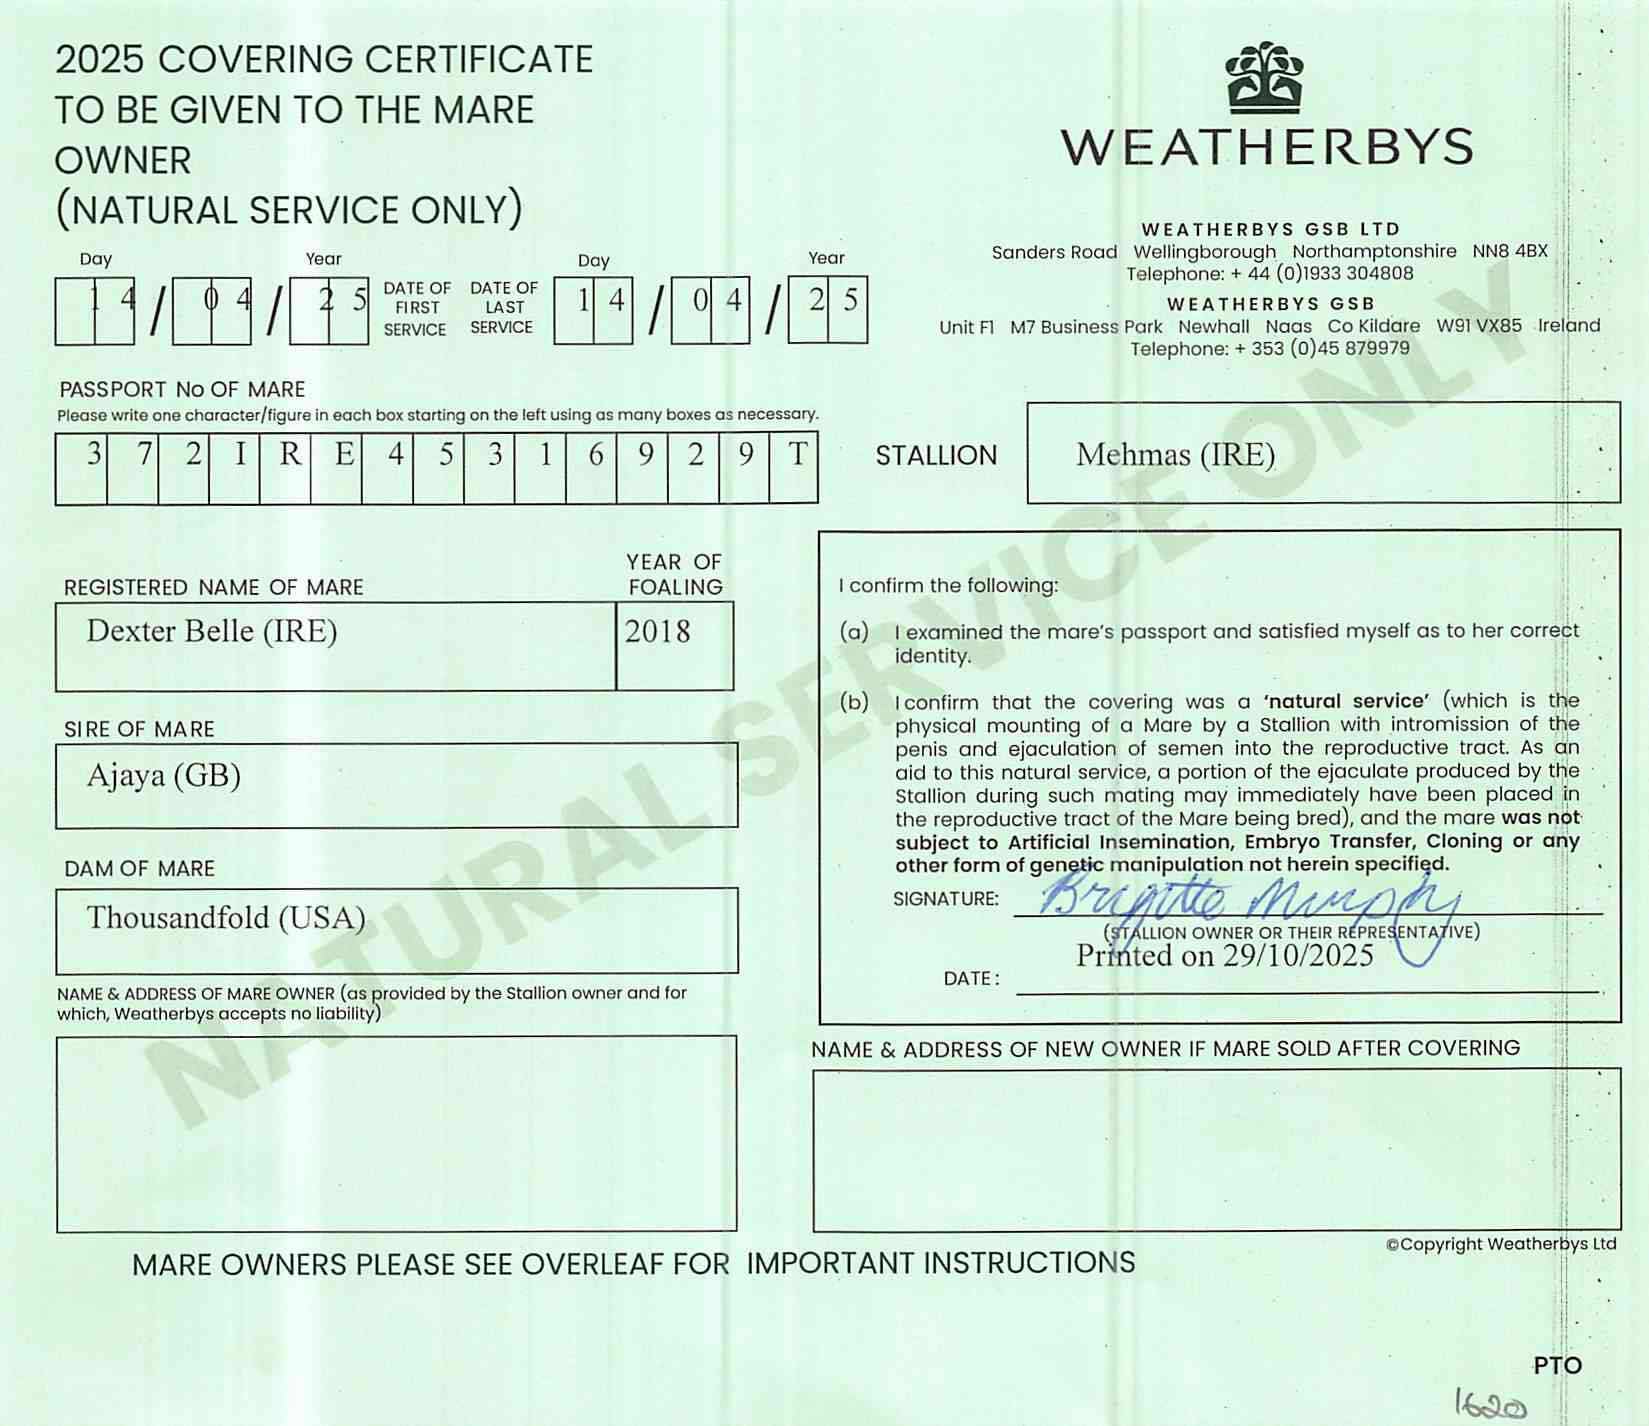 2025 COVERING CERTIFICATE
TO BE GIVEN TO THE MARE
OWNER
(NATURAL SERVICE ONLY)
WEATHERBYS
WEATHERBYS GSB LTD
Sanders Road Wellingborough Northamptonshire NN8 4BX
Telephone: + 44 (0)1933 304808
WEATHERBYS GSB
Unit F1 M7 Business Park Newhall Naas Co Kildare W91 VX85 Ireland
Telephone: + 353 (0)45 879979
Day Year Day Year
14/04/25 DATE OF FIRST SERVICE DATE OF LAST SERVICE 14/04/25
PASSPORT No OF MARE
Please write one character/figure in each box starting on the left using as many boxes as necessary.
372IRE45316929T
STALLION Mehmas (IRE)
REGISTERED NAME OF MARE YEAR OF FOALING
Dexter Belle (IRE) 2018
SIRE OF MARE
Ajaya (GB)
DAM OF MARE
Thousandfold (USA)
NAME & ADDRESS OF MARE OWNER (as provided by the Stallion owner and for
which, Weatherbys accepts no liability)
I confirm the following:
(a) I examined the mare's passport and satisfied myself as to her correct
identity.
(b) I confirm that the covering was a 'natural service' (which is the
physical mounting of a Mare by a Stallion with intromission of the
penis and ejaculation of semen into the reproductive tract. As an
aid to this natural service, a portion of the ejaculate produced by the
Stallion during such mating may immediately have been placed in
the reproductive tract of the Mare being bred), and the mare was not
subject to Artificial Insemination, Embryo Transfer, Cloning or any
other form of genetic manipulation not herein specified.
SIGNATURE: Brigitte Murphy
(STALLION OWNER OR THEIR REPRESENTATIVE)
Printed on 29/10/2025
DATE:
NAME & ADDRESS OF NEW OWNER IF MARE SOLD AFTER COVERING
©Copyright Weatherbys Ltd
MARE OWNERS PLEASE SEE OVERLEAF FOR IMPORTANT INSTRUCTIONS
PTO
1620
NATURAL SERVICE ONLY